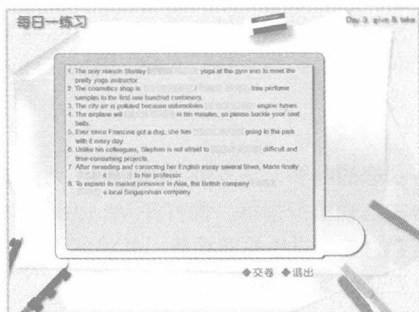 每日一练习
Day 3 give & take
1. The only reason Stanley yoga at the gym was to meet the
pretty yoga instructor.
2. The cosmetics shop is free perfume
samples to the first one hundred customers.
3. The city air is polluted because automobiles engine fumes.
4. The airplane will in ten minutes, so please buckle your seat
belts.
5. Ever since Francine got a dog, she has going to the park
with it every day.
6. Unlike his colleagues, Stephen is not afraid to difficult and
time-consuming projects.
7. After rereading and correcting her English essay several times, Maria finally
it to her professor.
8. To expand its market presence in Asia, the British company
a local Singaporean company.
◆交卷 ◆退出